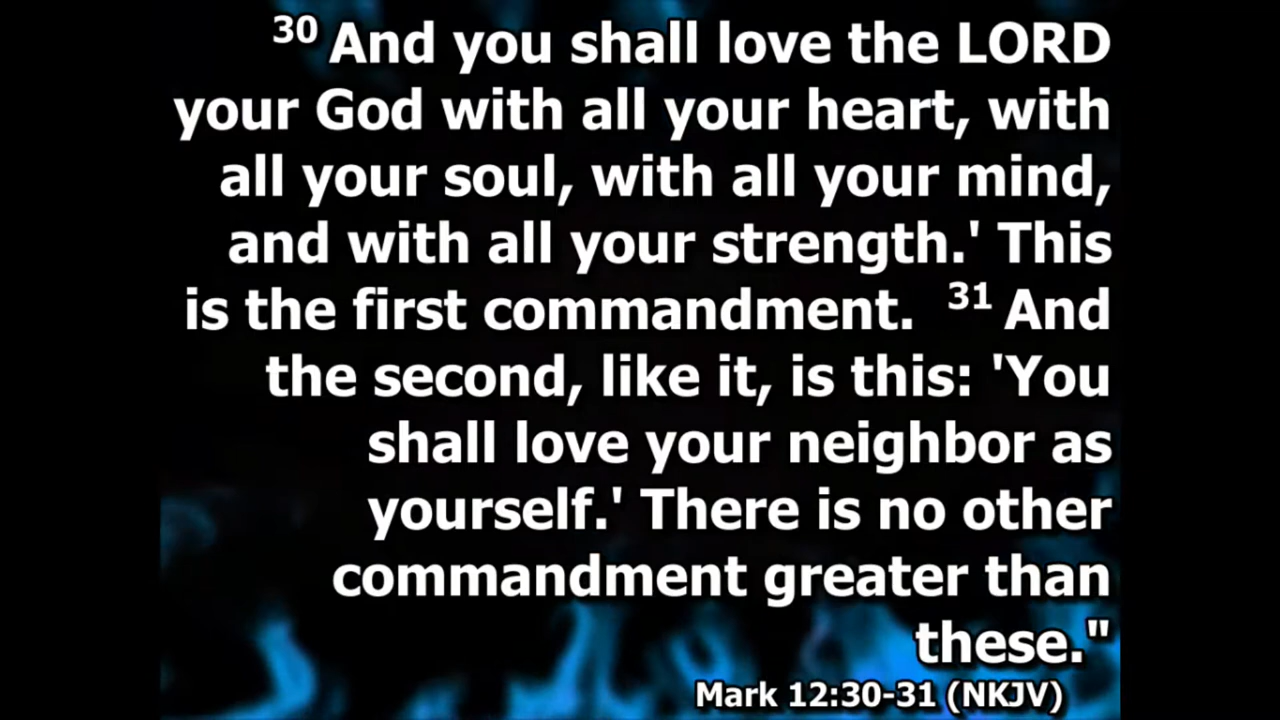 30 And you shall love the LORD
your God with all your heart, with
all your soul, with all your mind,
and with all your strength.' This
is the first commandment. 31 And
the second, like it, is this: 'You
shall love your neighbor as
yourself.' There is no other
commandment greater than
these."
Mark 12:30-31 (NKJV)